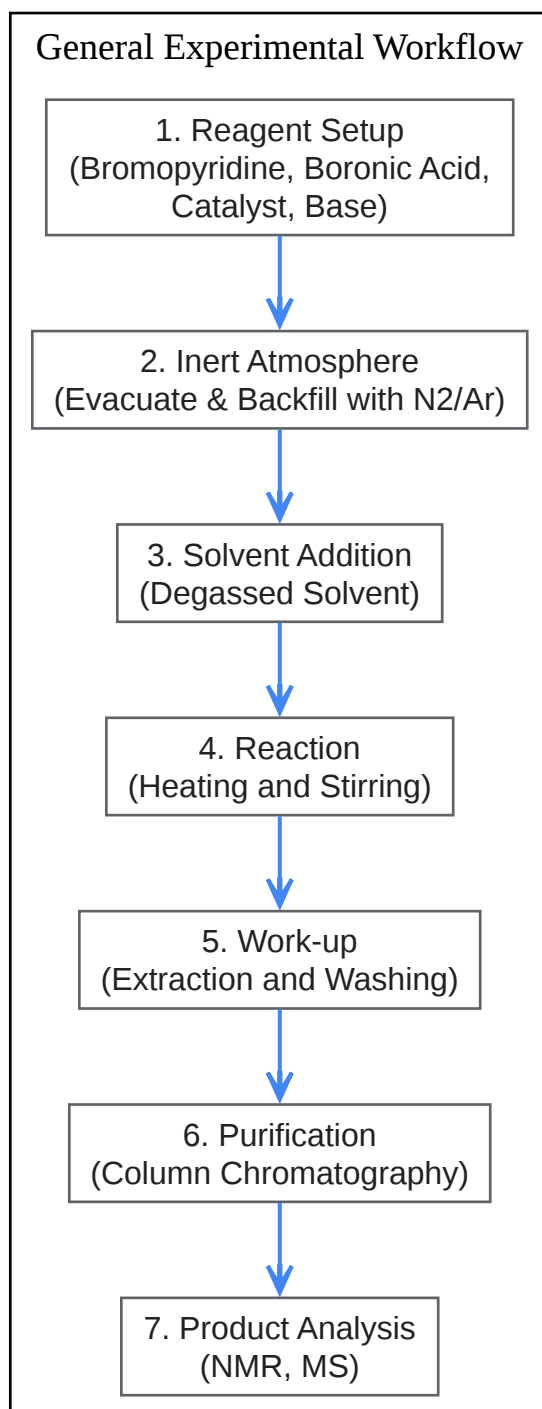 General Experimental Workflow
1. Reagent Setup
(Bromopyridine, Boronic Acid,
Catalyst, Base)
2. Inert Atmosphere
(Evacuate & Backfill with N2/Ar)
3. Solvent Addition
(Degassed Solvent)
4. Reaction
(Heating and Stirring)
5. Work-up
(Extraction and Washing)
6. Purification
(Column Chromatography)
7. Product Analysis
(NMR, MS)